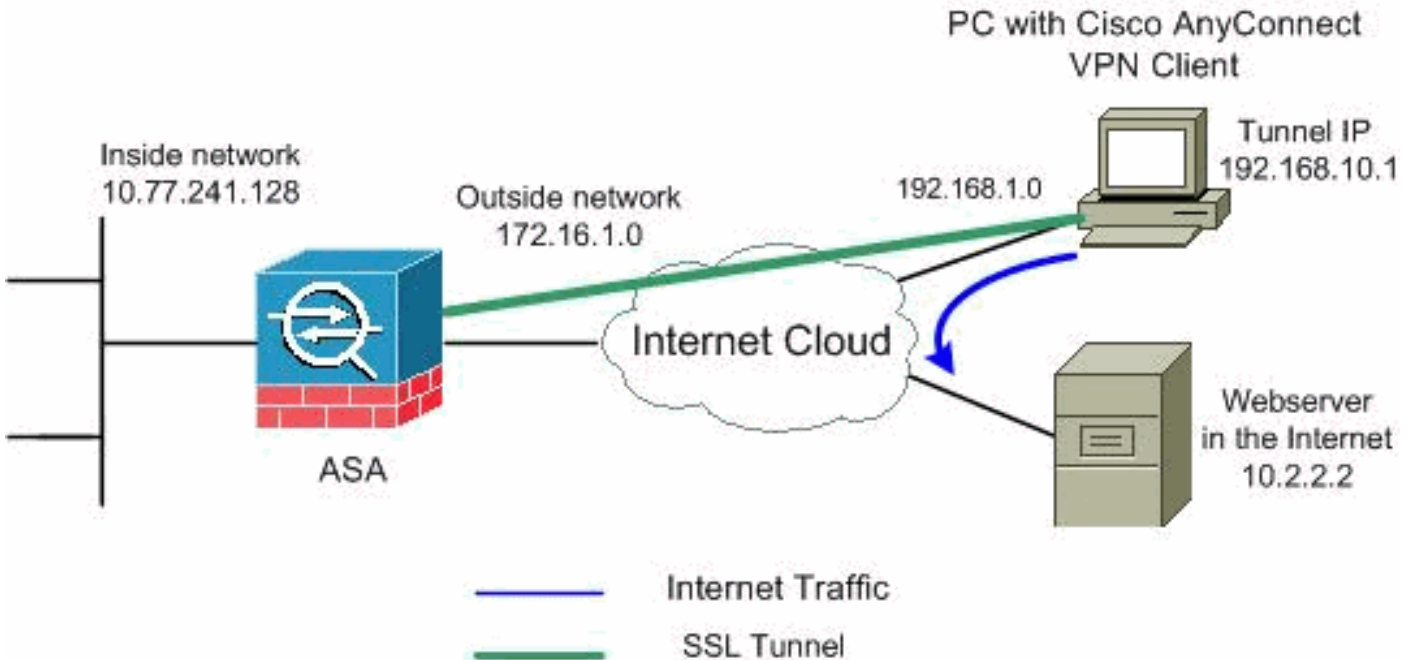 PC with Cisco AnyConnect
VPN Client
Tunnel IP
192.168.10.1
Inside network
10.77.241.128
Outside network
172.16.1.0
192.168.1.0
Internet Cloud
ASA
Webserver
in the Internet
10.2.2.2
Internet Traffic
SSL Tunnel